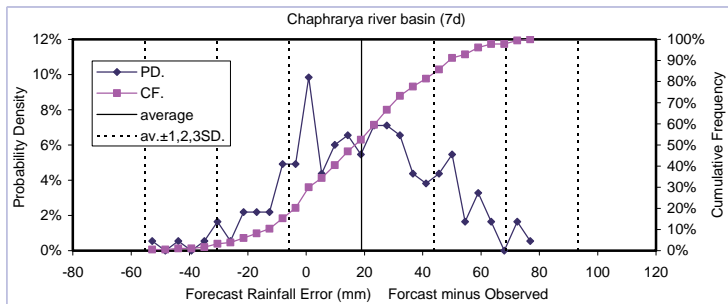 Chaphrarya river basin (7d)
12%
10%
8%
6%
4%
2%
0%
Probability Density
PD.
CF.
average
av.±1,2,3SD.
100%
90%
80%
70%
60%
50%
40%
30%
20%
10%
0%
Cumulative Frequency
-80 -60 -40 -20 0 20 40 60 80 100 120
Forecast Rainfall Error (mm) Forcast minus Observed